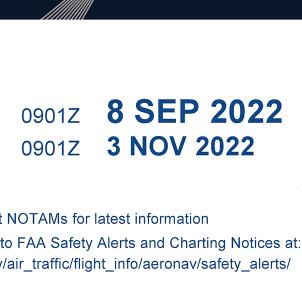 0901Z 8 SEP 2022
0901Z 3 NOV 2022
t NOTAMs for latest information
to FAA Safety Alerts and Charting Notices at:
/air_traffic/flight_info/aeronav/safety_alerts/